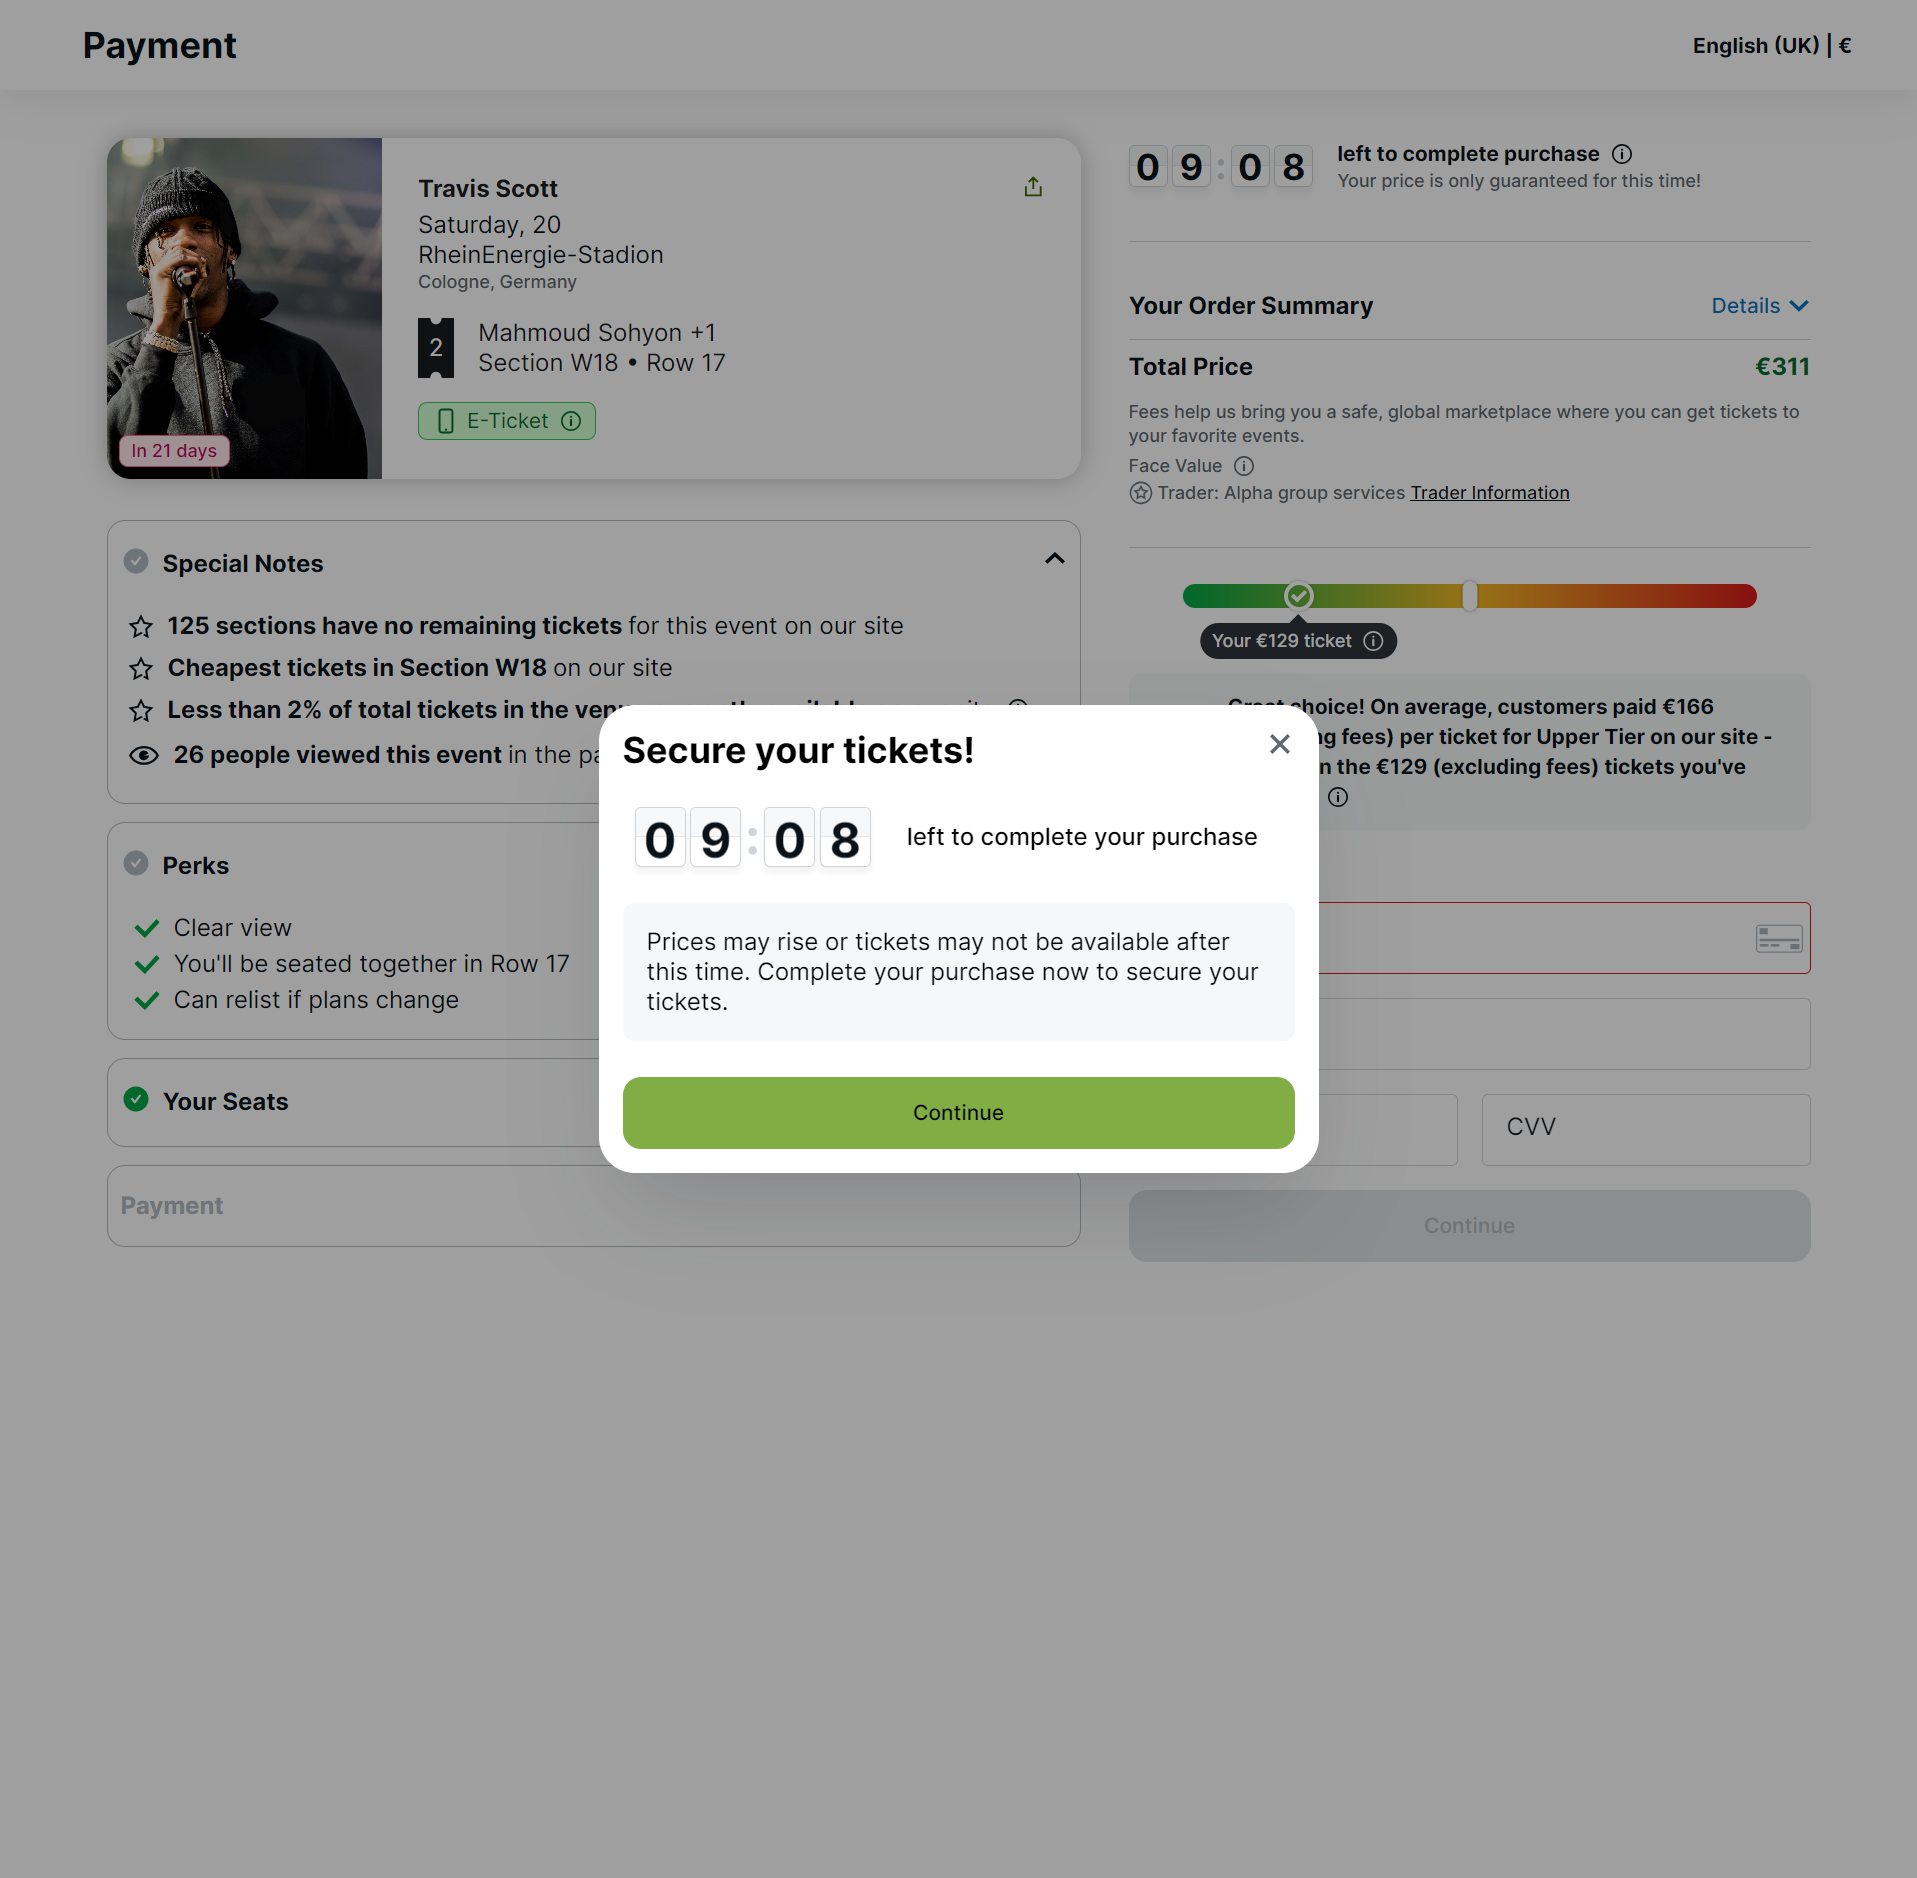 Payment
English (UK) | €
Travis Scott
Saturday, 20
RheinEnergie-Stadion
Cologne, Germany
2
Mahmoud Sohyon +1
Section W18 • Row 17
E-Ticket
In 21 days
09:08
left to complete purchase
Your price is only guaranteed for this time!
Your Order Summary
Details
Total Price
€311
Fees help us bring you a safe, global marketplace where you can get tickets to
your favorite events.
Face Value
Trader: Alpha group services Trader Information
Your €129 ticket
Special Notes
125 sections have no remaining tickets for this event on our site
Cheapest tickets in Section W18 on our site
Less than 2% of total tickets in the
26 people viewed this event in the
choice! On average, customers paid €166
fees) per ticket for Upper Tier on our site -
the €129 (excluding fees) tickets you've
Perks
Clear view
You'll be seated together in Row 17
Can relist if plans change
Your Seats
Payment
Secure your tickets!
09:08
left to complete your purchase
Prices may rise or tickets may not be available after
this time. Complete your purchase now to secure your
tickets.
Continue
CVV
Continue